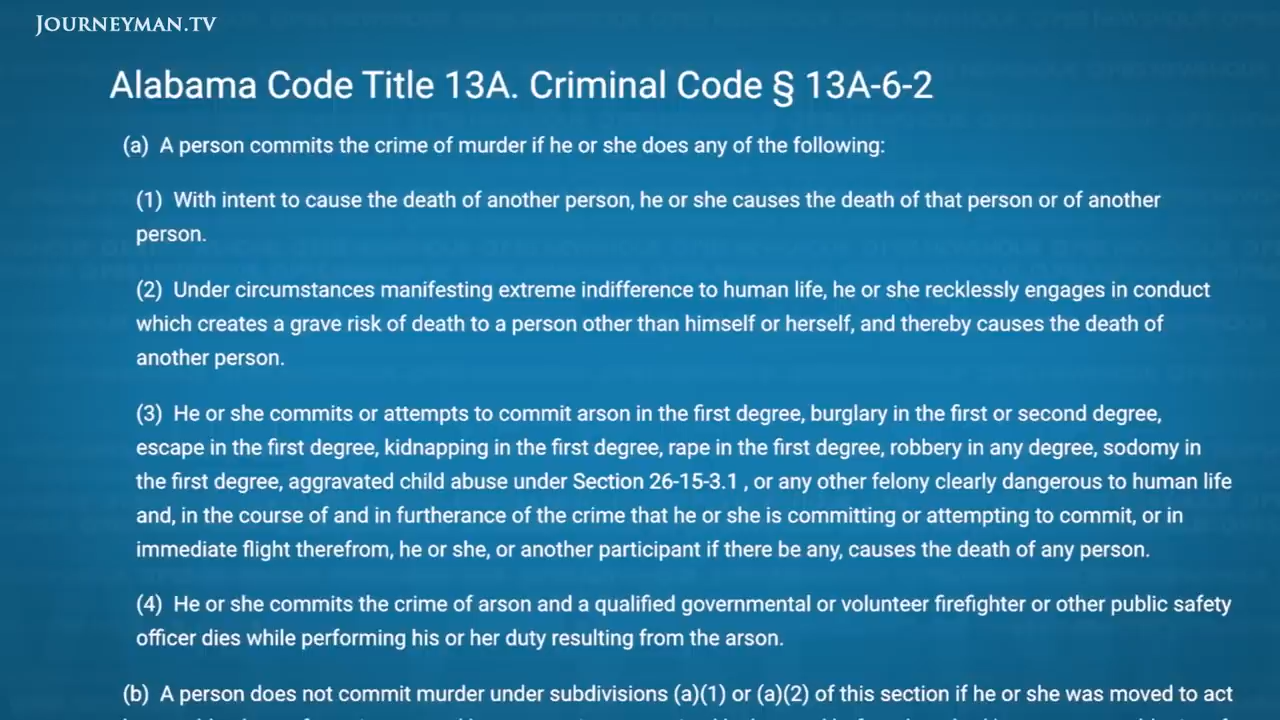 JOURNEYMAN.TV
Alabama Code Title 13A. Criminal Code § 13A-6-2
(a) A person commits the crime of murder if he or she does any of the following:
(1) With intent to cause the death of another person, he or she causes the death of that person or of another
person.
(2) Under circumstances manifesting extreme indifference to human life, he or she recklessly engages in conduct
which creates a grave risk of death to a person other than himself or herself, and thereby causes the death of
another person.
(3) He or she commits or attempts to commit arson in the first degree, burglary in the first or second degree,
escape in the first degree, kidnapping in the first degree, rape in the first degree, robbery in any degree, sodomy in
the first degree, aggravated child abuse under Section 26-15-3.1 , or any other felony clearly dangerous to human life
and, in the course of and in furtherance of the crime that he or she is committing or attempting to commit, or in
immediate flight therefrom, he or she, or another participant if there be any, causes the death of any person.
(4) He or she commits the crime of arson and a qualified governmental or volunteer firefighter or other public safety
officer dies while performing his or her duty resulting from the arson.
(b) A person does not commit murder under subdivisions (a)(1) or (a)(2) of this section if he or she was moved to act